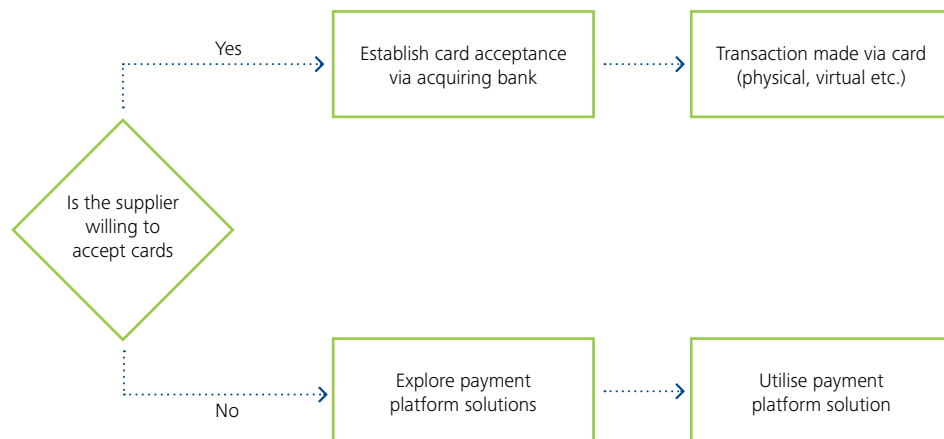 Yes
Establish card acceptance
via acquiring bank
Transaction made via card
(physical, virtual etc.)
Is the supplier
willing to
accept cards
No
Explore payment
platform solutions
Utilise payment
platform solution